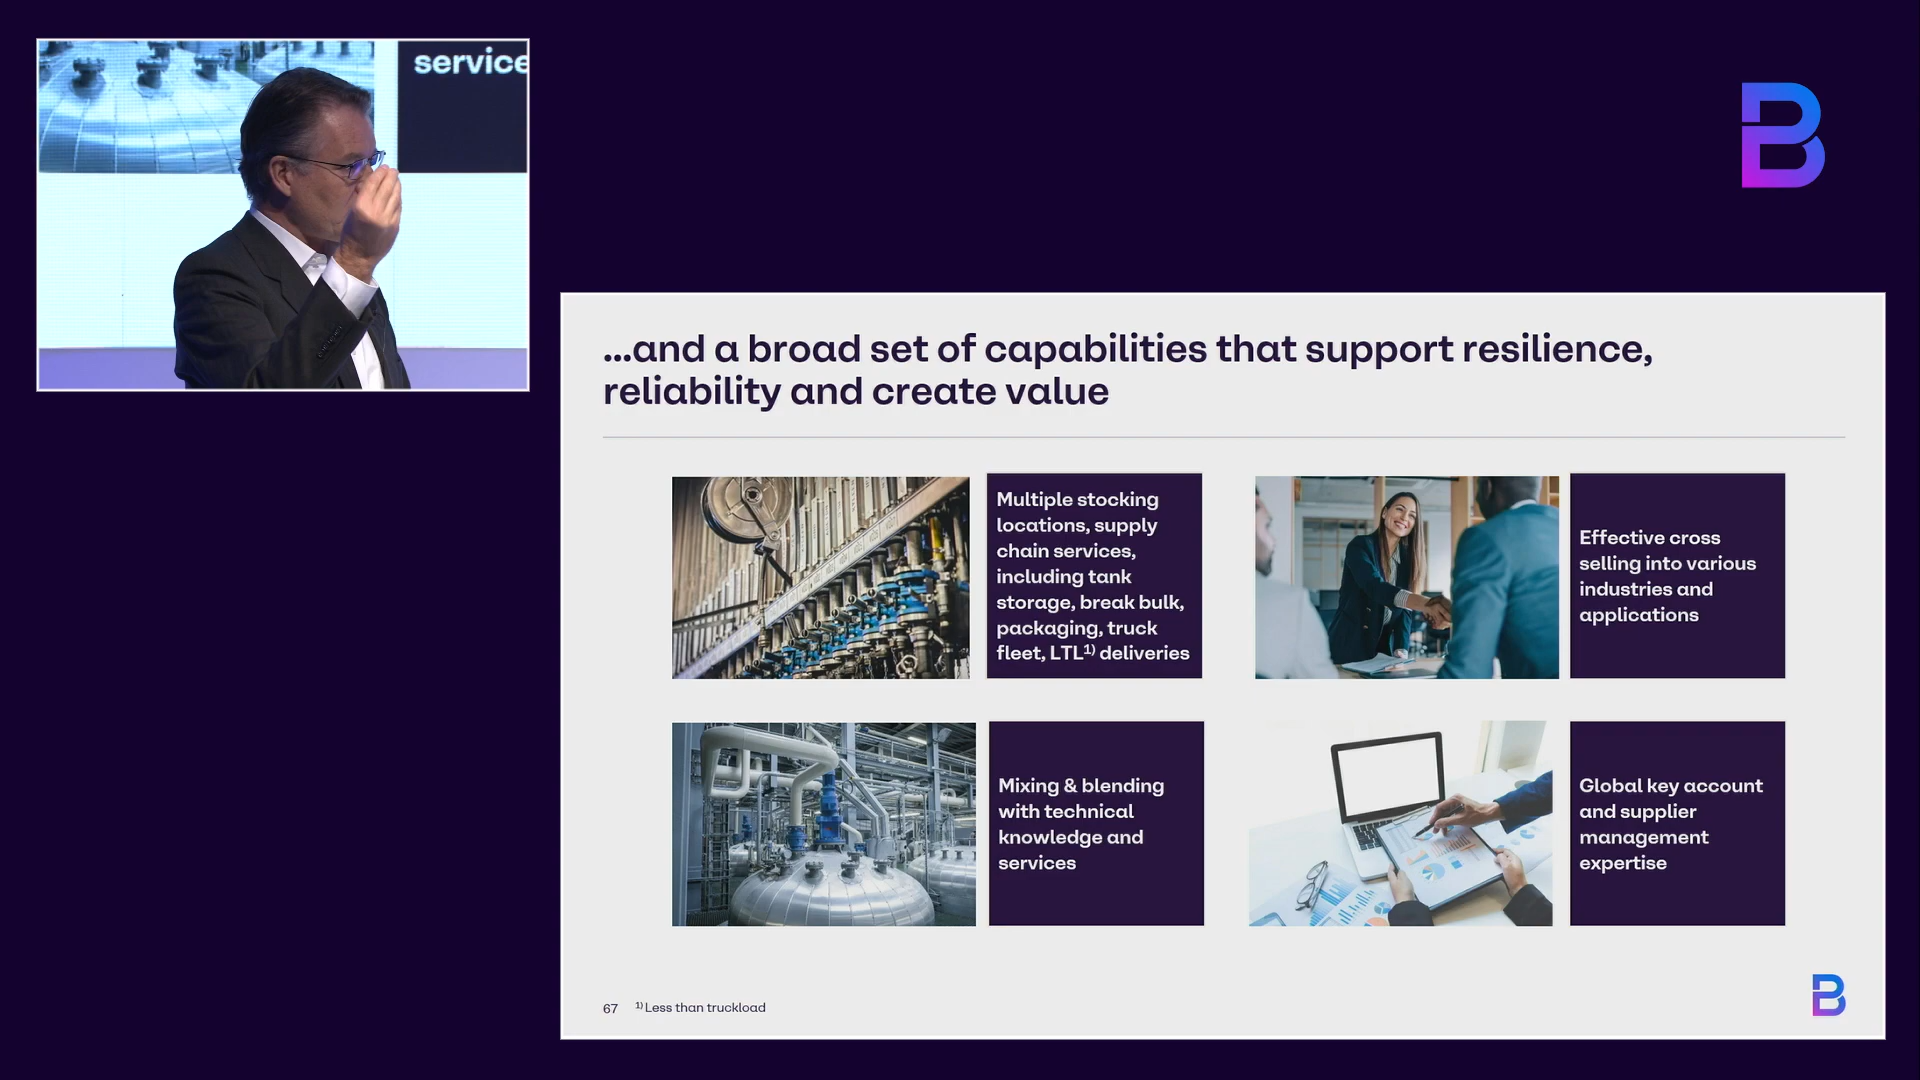 service
...and a broad set of capabilities that support resilience,
reliability and create value
Multiple stocking
locations, supply
chain services,
including tank
storage, break bulk,
packaging, truck
fleet, LTL¹⁾ deliveries
Effective cross
selling into various
industries and
applications
Mixing & blending
with technical
knowledge and
services
Global key account
and supplier
management
expertise
67 ¹⁾ Less than truckload